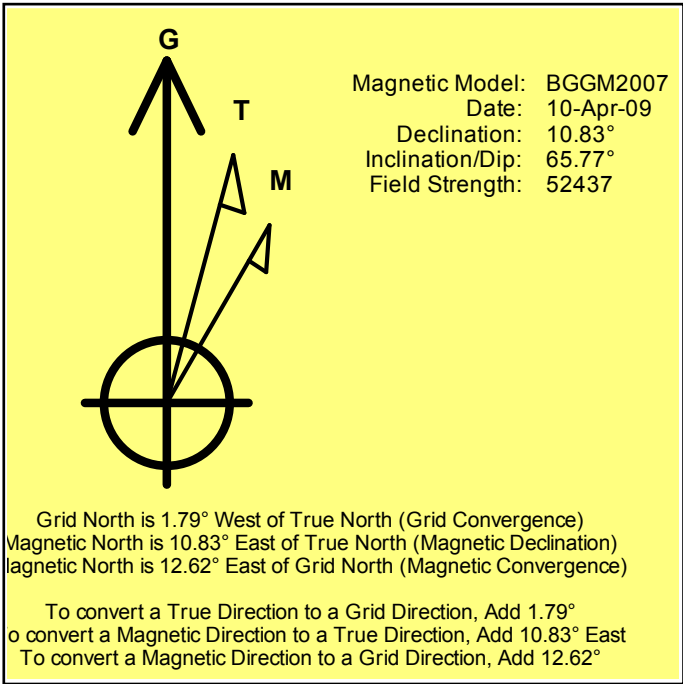 G
T
M
Magnetic Model: BGGM2007
Date: 10-Apr-09
Declination: 10.83°
Inclination/Dip: 65.77°
Field Strength: 52437
Grid North is 1.79° West of True North (Grid Convergence)
Magnetic North is 10.83° East of True North (Magnetic Declination)
lagnetic North is 12.62° East of Grid North (Magnetic Convergence)
To convert a True Direction to a Grid Direction, Add 1.79°
o convert a Magnetic Direction to a True Direction, Add 10.83° East
To convert a Magnetic Direction to a Grid Direction, Add 12.62°